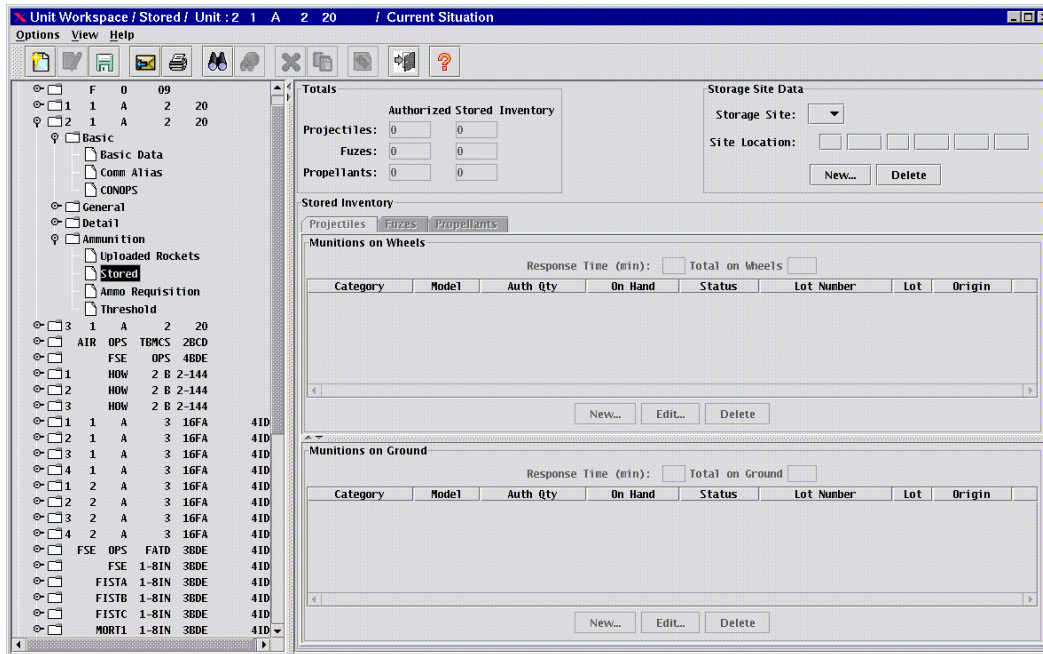 Unit Workspace / Stored / Unit : 2 1 A 2 20 / Current Situation
Options View Help
F 0 09
1 1 A 2 20
2 1 A 2 20
Basic
Basic Data
Comm Alias
CONOPS
General
Detail
Ammunition
Uploaded Rockets
Stored
Ammo Requisition
Threshold
3 1 A 2 20
AIR OPS TBMCS 2BCD
FSE OPS 4BDE
1 HOW 2 B 2-144
2 HOW 2 B 2-144
3 HOW 2 B 2-144
1 1 A 3 16FA 4ID
2 1 A 3 16FA 4ID
3 1 A 3 16FA 4ID
4 1 A 3 16FA 4ID
1 2 A 3 16FA 4ID
2 2 A 3 16FA 4ID
3 2 A 3 16FA 4ID
4 2 A 3 16FA 4ID
FSE OPS FATD 3BDE 4ID
FSE 1-8IN 3BDE 4ID
FISTA 1-8IN 3BDE 4ID
FISTB 1-8IN 3BDE 4ID
FISTC 1-8IN 3BDE 4ID
MORT1 1-8IN 3BDE 4ID
Totals
Authorized Stored Inventory
Projectiles: 0 0
Fuzes: 0 0
Propellants: 0 0
Storage Site Data
Storage Site:
Site Location:
New... Delete
Stored Inventory
Projectiles Fuzes Propellants
Munitions on Wheels
Response Time (min): Total on Wheels
Category Model Auth Qty On Hand Status Lot Number Lot Origin
New... Edit... Delete
Munitions on Ground
Response Time (min): Total on Ground
Category Model Auth Qty On Hand Status Lot Number Lot Origin
New... Edit... Delete